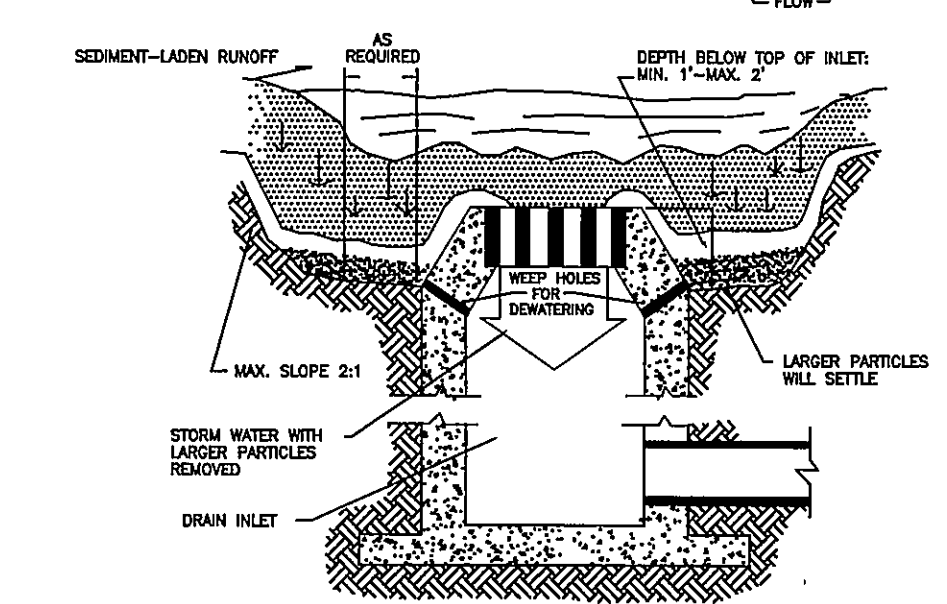 FLOW
SEDIMENT-LADEN RUNOFF
AS
REQUIRED
DEPTH BELOW TOP OF INLET:
MIN. 1'-MAX. 2'
WEEP HOLES
FOR
DEWATERING
MAX. SLOPE 2:1
LARGER PARTICLES
WILL SETTLE
STORM WATER WITH
LARGER PARTICLES
REMOVED
DRAIN INLET